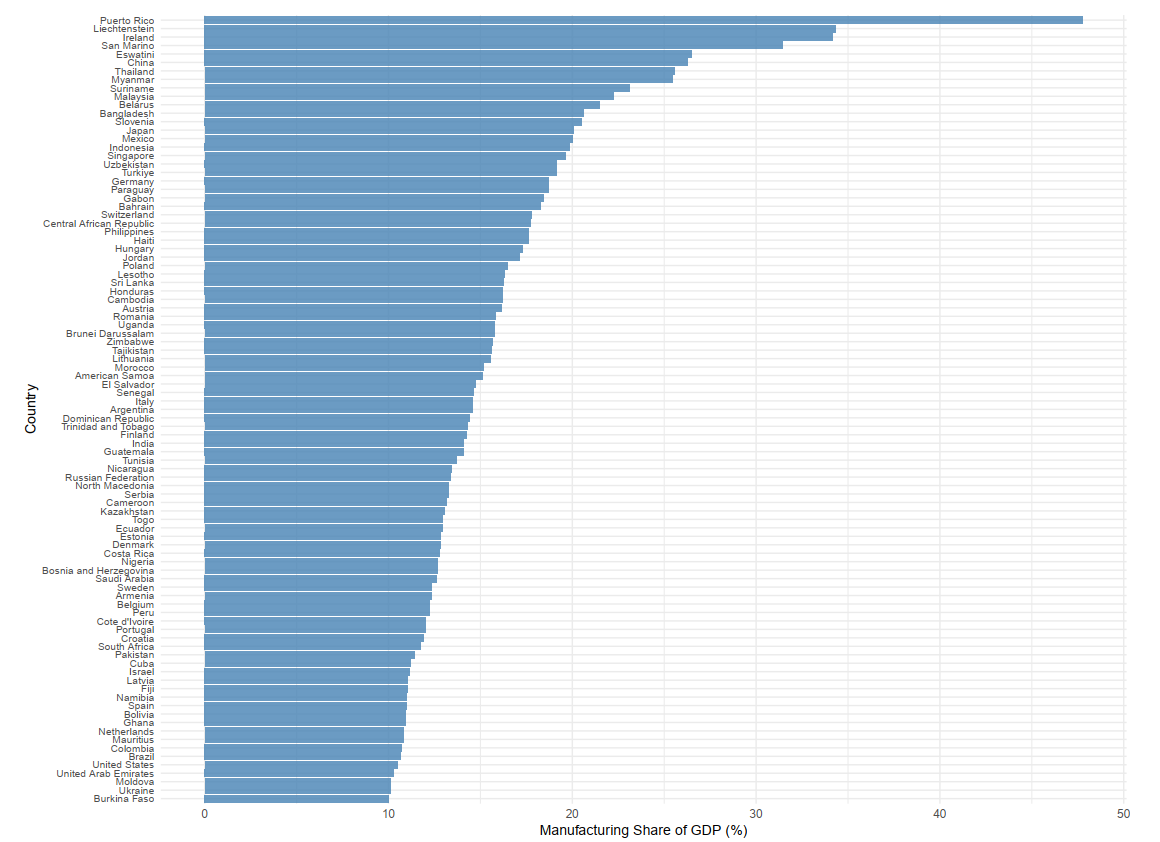 Puerto Rico
Liechtenstein
Ireland
San Marino
Eswatini
China
Thailand
Myanmar
Suriname
Malaysia
Belarus
Bangladesh
Slovenia
Japan
Mexico
Indonesia
Singapore
Uzbekistan
Turkiye
Germany
Paraguay
Gabon
Bahrain
Switzerland
Central African Republic
Philippines
Haiti
Hungary
Jordan
Poland
Lesotho
Sri Lanka
Honduras
Cambodia
Austria
Romania
Uganda
Brunei Darussalam
Zimbabwe
Tajikistan
Lithuania
Morocco
American Samoa
El Salvador
Senegal
Italy
Argentina
Dominican Republic
Trinidad and Tobago
Finland
India
Guatemala
Tunisia
Nicaragua
Russian Federation
North Macedonia
Serbia
Cameroon
Kazakhstan
Togo
Ecuador
Estonia
Denmark
Costa Rica
Nigeria
Bosnia and Herzegovina
Saudi Arabia
Sweden
Armenia
Belgium
Peru
Cote d'Ivoire
Portugal
Croatia
South Africa
Pakistan
Cuba
Israel
Latvia
Fiji
Namibia
Spain
Bolivia
Ghana
Netherlands
Mauritius
Colombia
Brazil
United States
United Arab Emirates
Moldova
Ukraine
Burkina Faso
Country
0 10 20 30 40 50
Manufacturing Share of GDP (%)